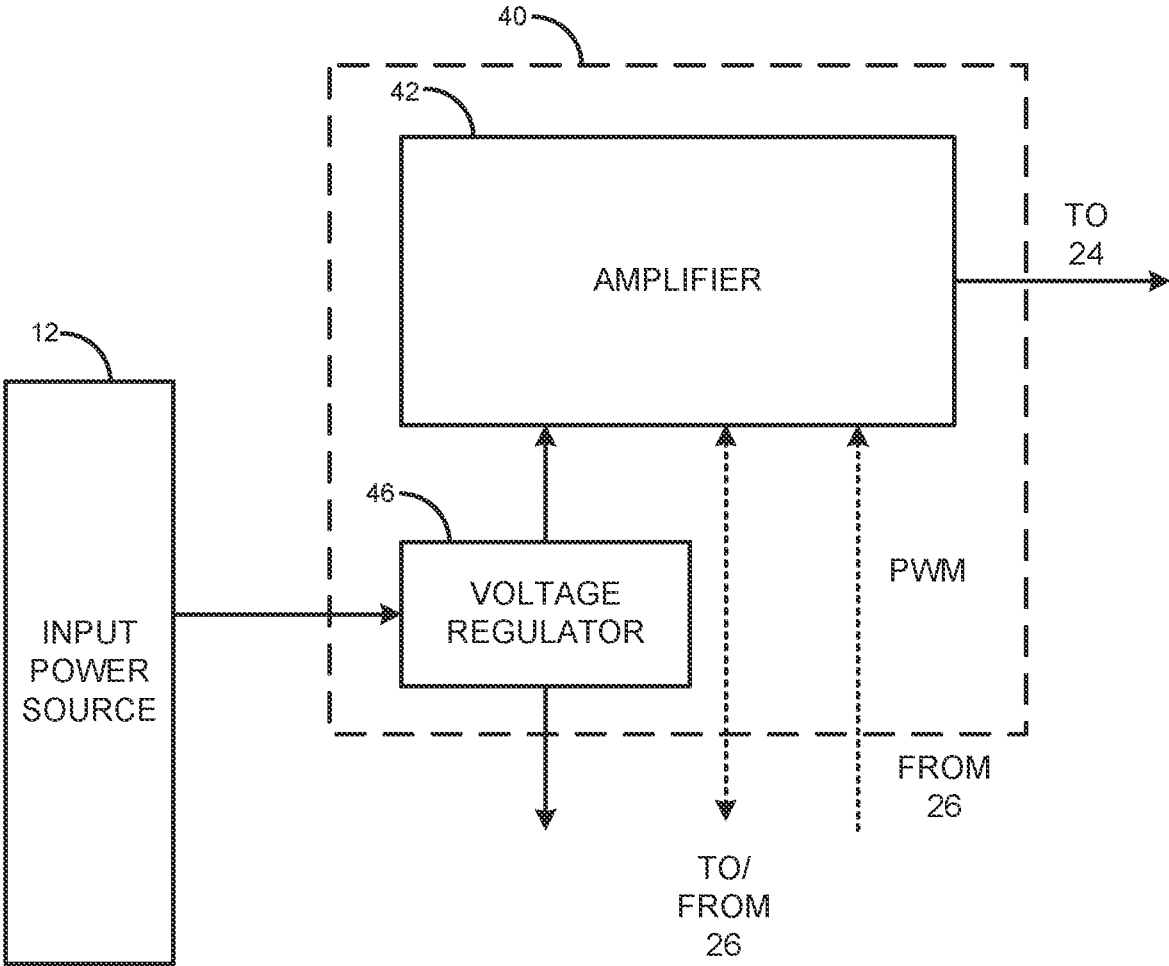 40
42
TO
24
AMPLIFIER
12
46
PWM
VOLTAGE
REGULATOR
INPUT
POWER
SOURCE
FROM
26
TO/
FROM
26